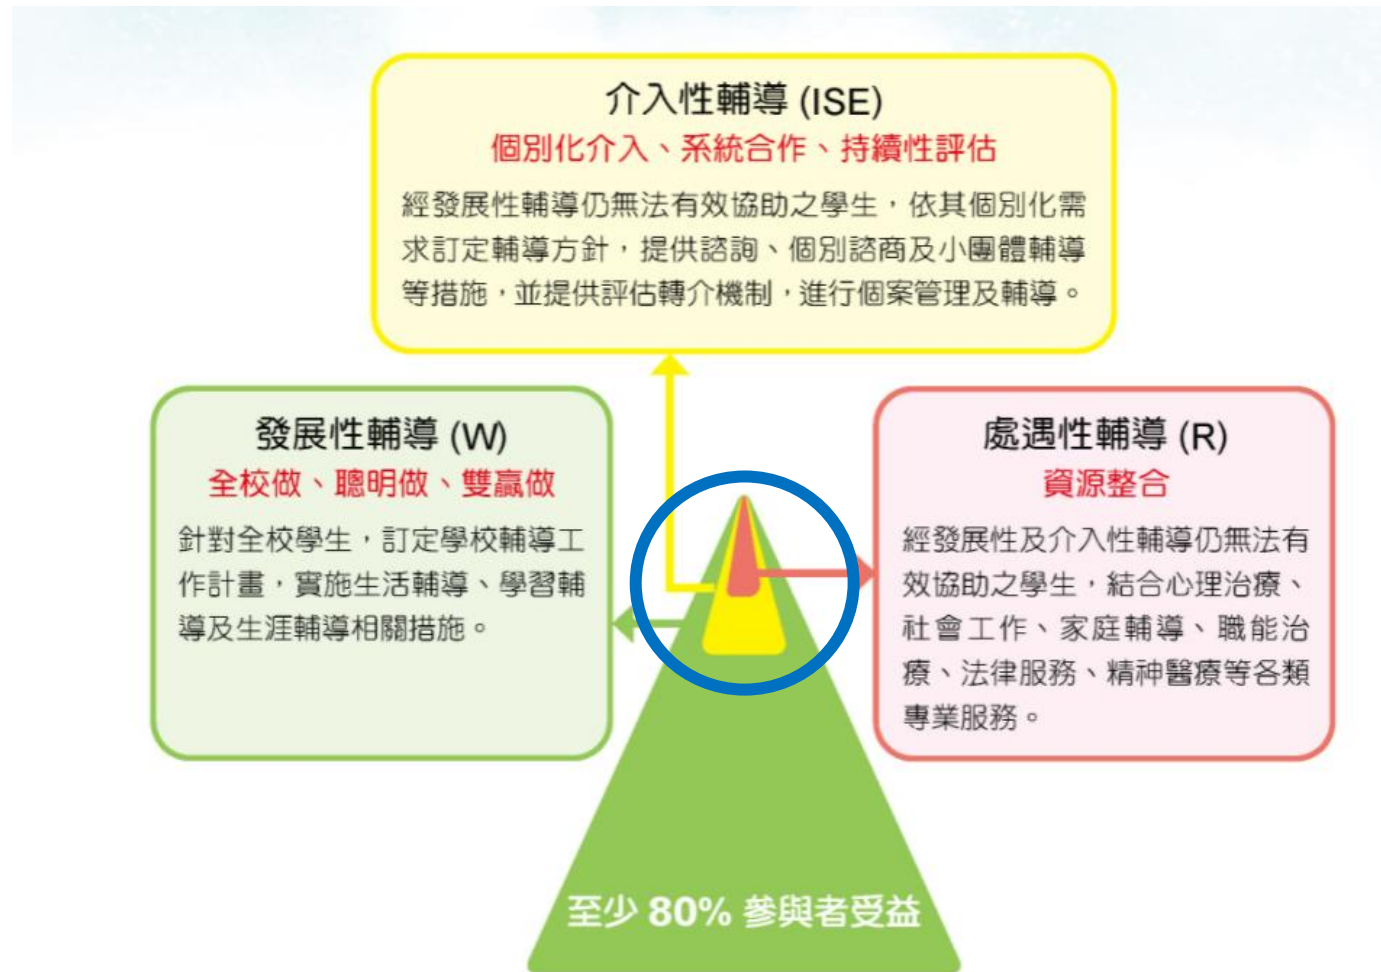 介入性輔導 (ISE)
個別化介入、系統合作、持續性評估
經發展性輔導仍無法有效協助之學生，依其個別化需
求訂定輔導方針，提供諮詢、個別諮商及小團體輔導
等措施，並提供評估轉介機制，進行個案管理及輔導。
發展性輔導 (W)
全校做、聰明做、雙贏做
針對全校學生，訂定學校輔導工
作計畫，實施生活輔導、學習輔
導及生涯輔導相關措施。
處遇性輔導 (R)
資源整合
經發展性及介入性輔導仍無法有
效協助之學生，結合心理治療、
社會工作、家庭輔導、職能治
療、法律服務、精神醫療等各類
專業服務。
至少 80% 參與者受益